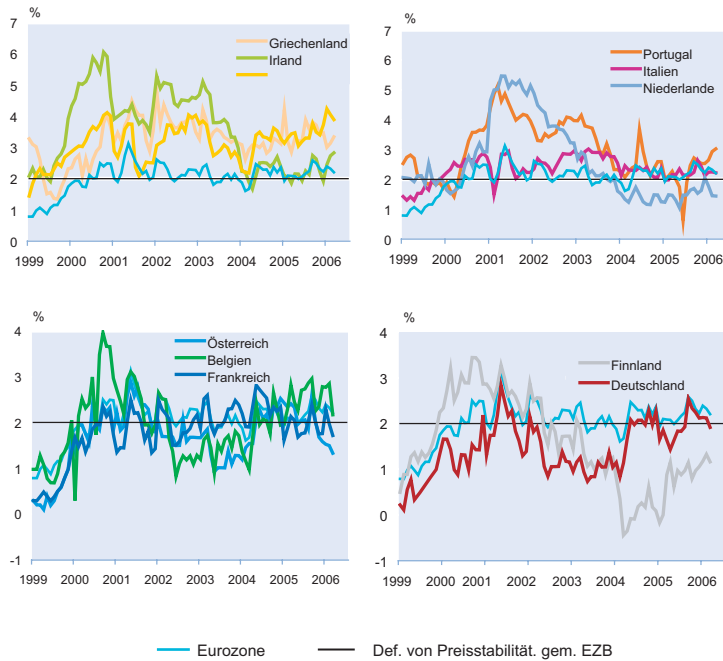 %
7
6
5
4
3
2
1
0
Griechenland
Irland
1999 2000 2001 2002 2003 2004 2005 2006
%
7
6
5
4
3
2
1
0
Portugal
Italien
Niederlande
1999 2000 2001 2002 2003 2004 2005 2006
%
4
3
2
1
0
-1
Österreich
Belgien
Frankreich
1999 2000 2001 2002 2003 2004 2005 2006
%
4
3
2
1
0
-1
Finnland
Deutschland
1999 2000 2001 2002 2003 2004 2005 2006
Eurozone Def. von Preisstabilität. gem. EZB